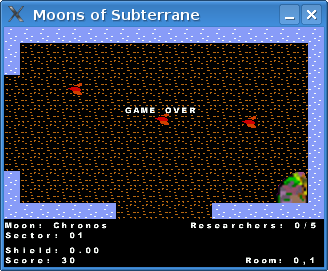 Moons of Subterrane
GAME OVER
Moon: Chronos Researchers: 0/5
Sector: 01
Shield: 0.00
Score: 30 Room: 0,1